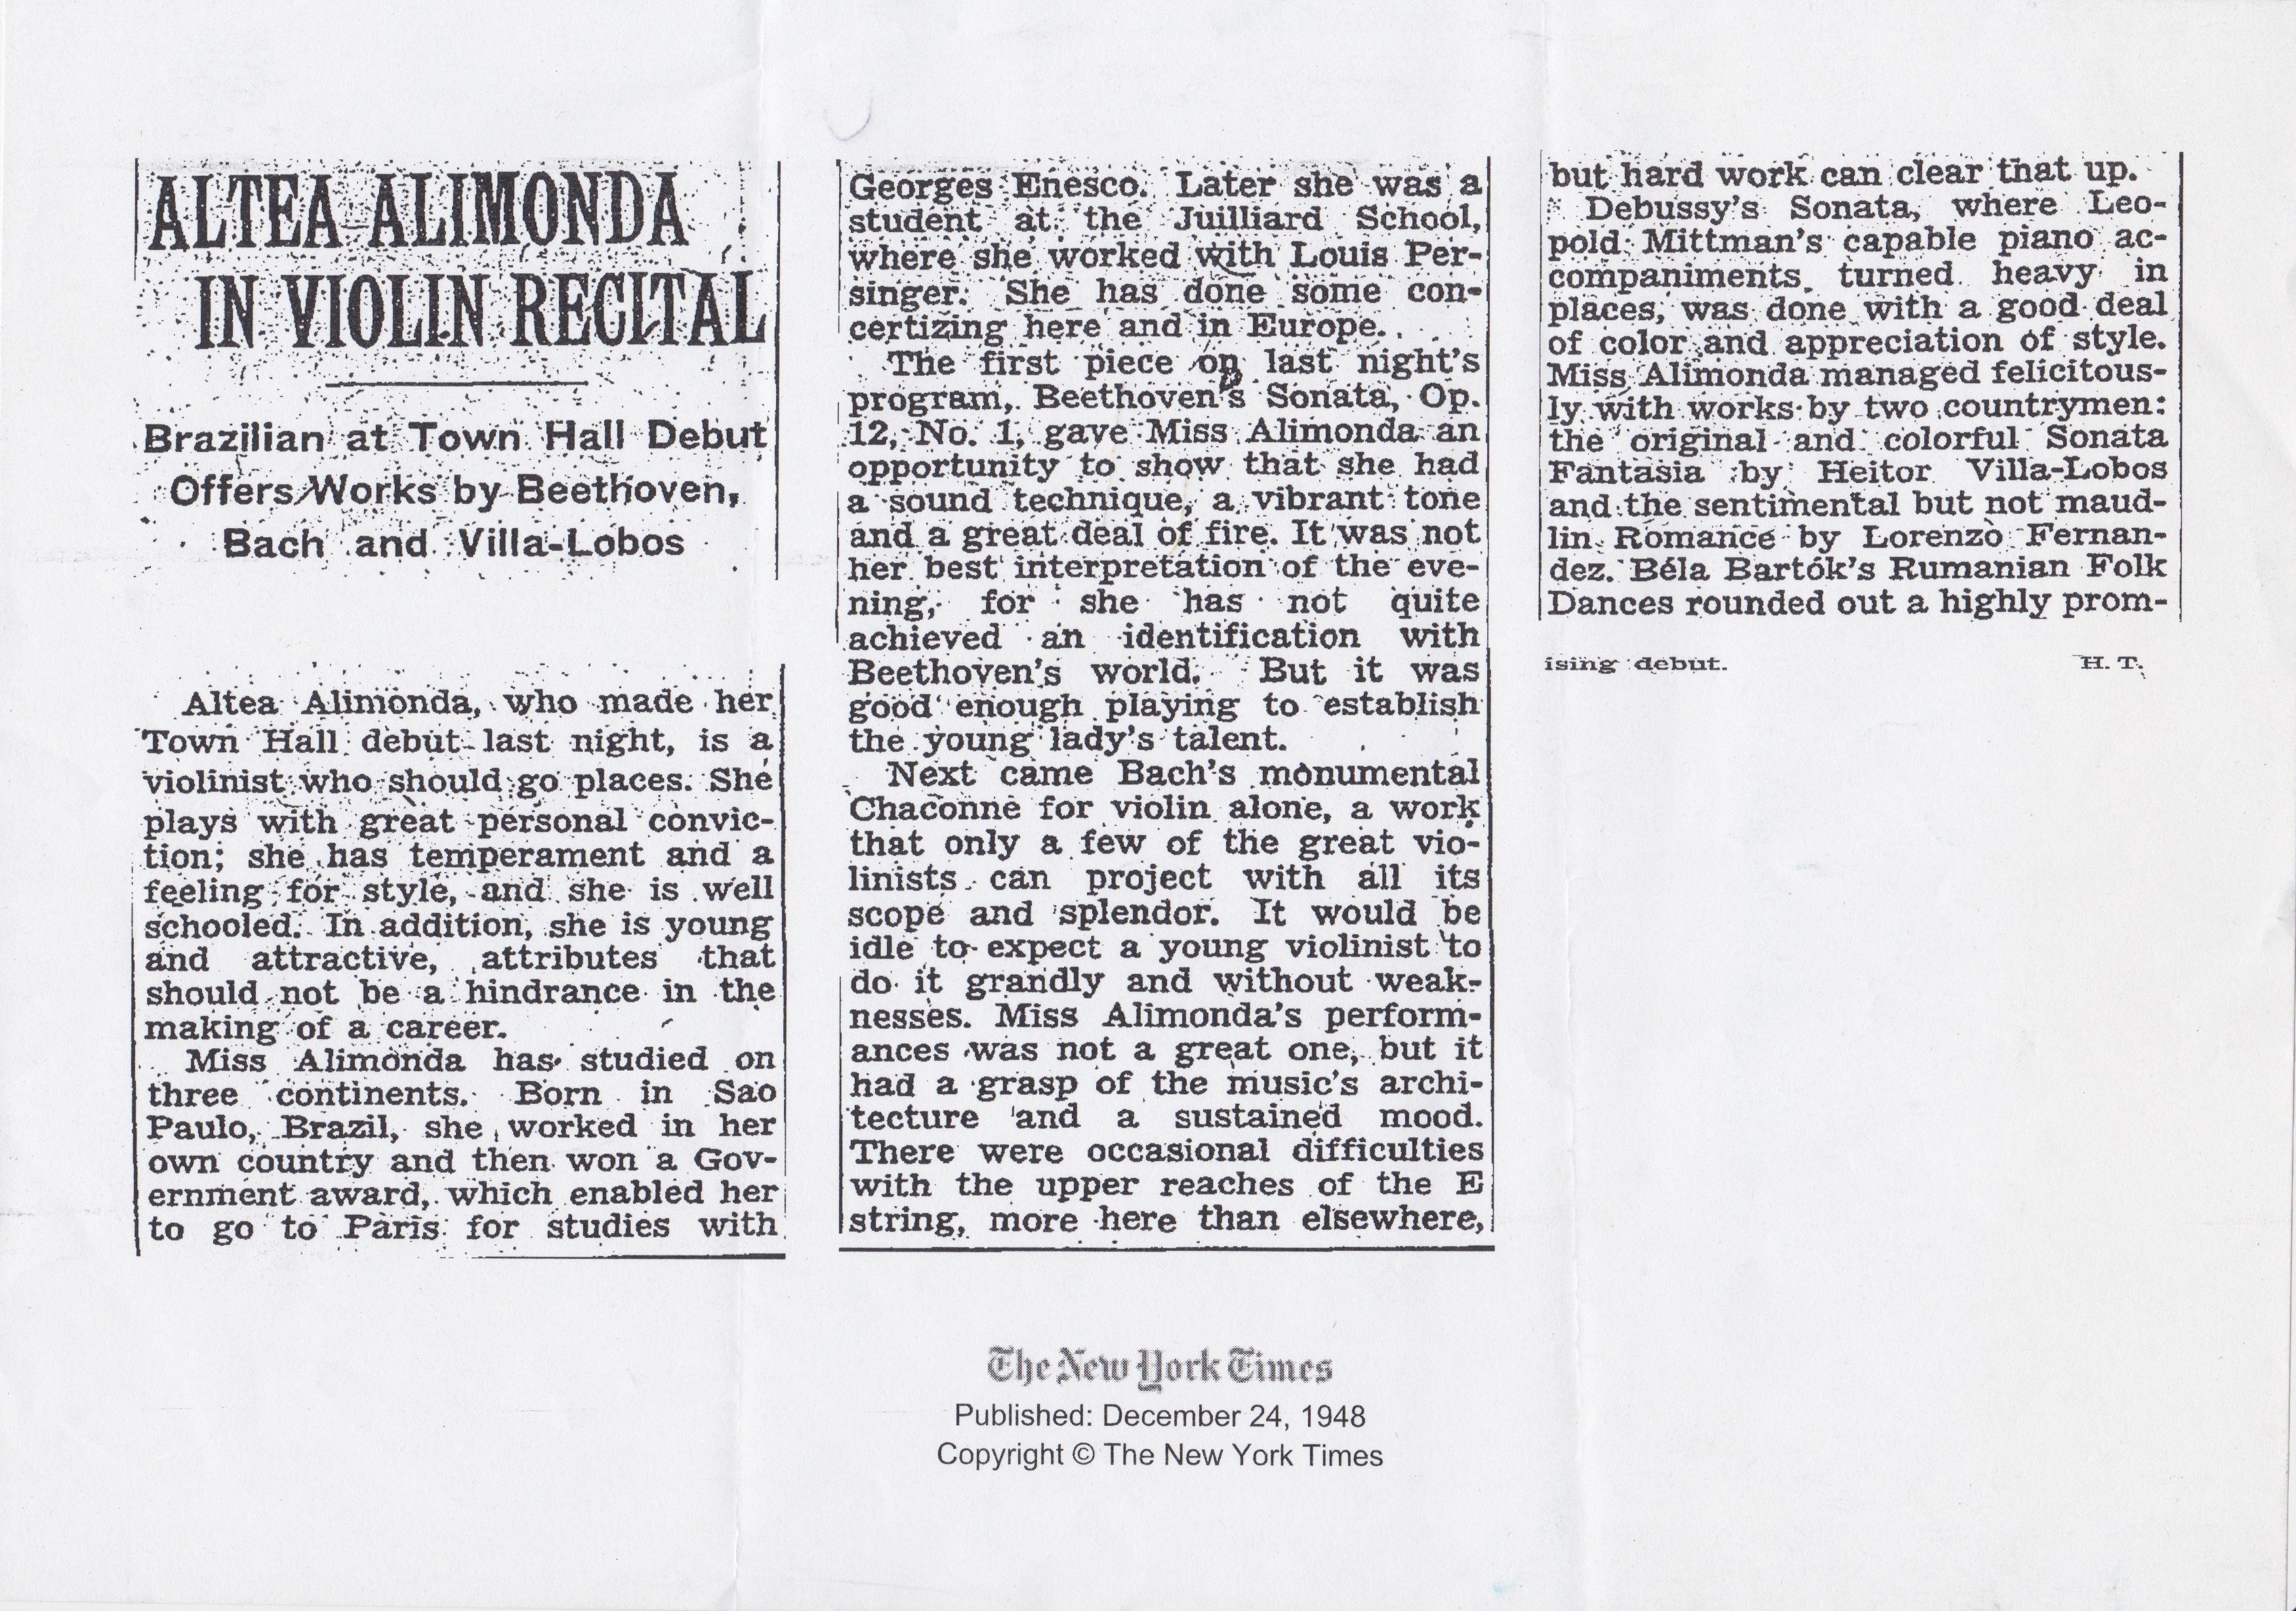 ALTEA ALIMONDA
IN VIOLIN RECITAL
Brazilian at Town Hall Debut
Offers Works by Beethoven,
Bach and Villa-Lobos
Altea Alimonda, who made her
Town Hall debut last night, is a
violinist who should go places. She
plays with great personal convic-
tion; she has temperament and a
feeling for style, and she is well
schooled. In addition, she is young
and attractive, attributes that
should not be a hindrance in the
making of a career.
Miss Alimonda has studied on
three continents. Born in Sao
Paulo, Brazil, she worked in her
own country and then won a Gov-
ernment award, which enabled her
to go to Paris for studies with
Georges Enesco. Later she was a
student at the Juilliard School,
where she worked with Louis Per-
singer. She has done some con-
certizing here and in Europe.
The first piece on last night's
program, Beethoven's Sonata, Op.
12, No. 1, gave Miss Alimonda an
opportunity to show that she had
a sound technique, a vibrant tone
and a great deal of fire. It was not
her best interpretation of the eve-
ning, for she has not quite
achieved an identification with
Beethoven's world. But it was
good enough playing to establish
the young lady's talent.
Next came Bach's monumental
Chaconne for violin alone, a work
that only a few of the great vio-
linists can project with all its
scope and splendor. It would be
idle to expect a young violinist to
do it grandly and without weak-
nesses. Miss Alimonda's perform-
ances was not a great one, but it
had a grasp of the music's archi-
tecture and a sustained mood.
There were occasional difficulties
with the upper reaches of the E
string, more here than elsewhere,
but hard work can clear that up.
Debussy's Sonata, where Leo-
pold Mittman's capable piano ac-
companiments turned heavy in
places, was done with a good deal
of color and appreciation of style.
Miss Alimonda managed felicitous-
ly with works by two countrymen:
the original and colorful Sonata
Fantasia by Heitor Villa-Lobos
and the sentimental but not maud-
lin Romance by Lorenzo Fernan-
dez. Béla Bartók's Rumanian Folk
Dances rounded out a highly prom-
ising debut. H. T.
The New York Times
Published: December 24, 1948
Copyright © The New York Times